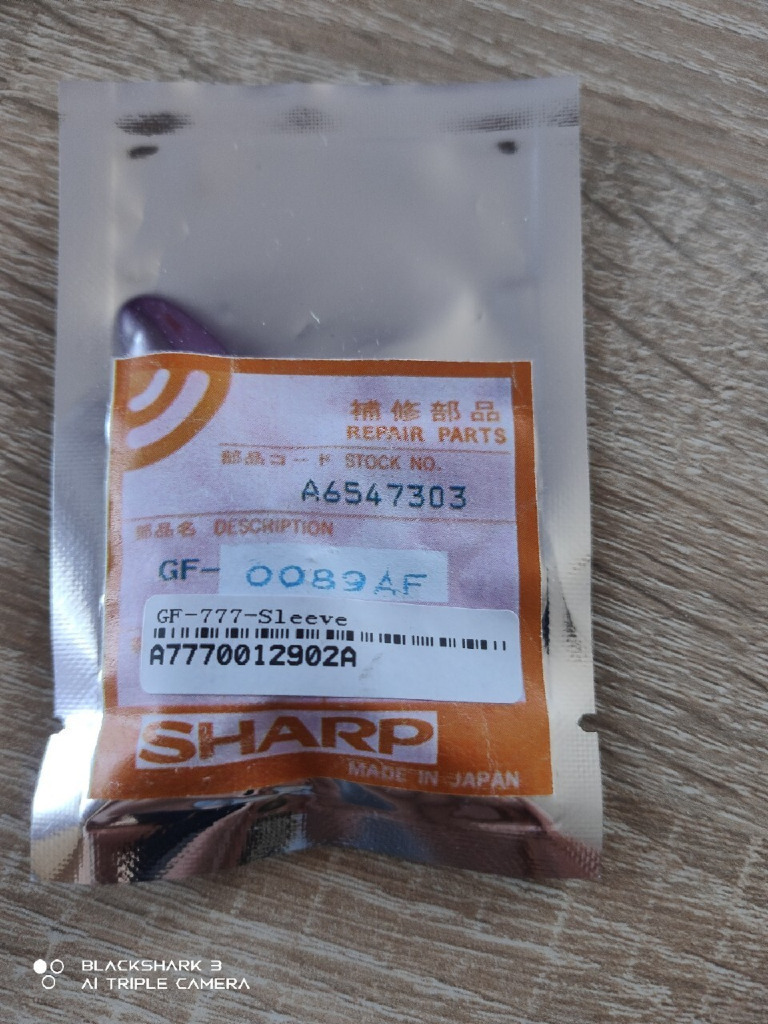 補修部品
REPAIR PARTS
部品コード STOCK NO.
A6547303
部品名 DESCRIPTION
GF- 0089AF
GF-777-Sleeve
A7770012902A
SHARP
MADE IN JAPAN
BLACKSHARK 3
AI TRIPLE CAMERA